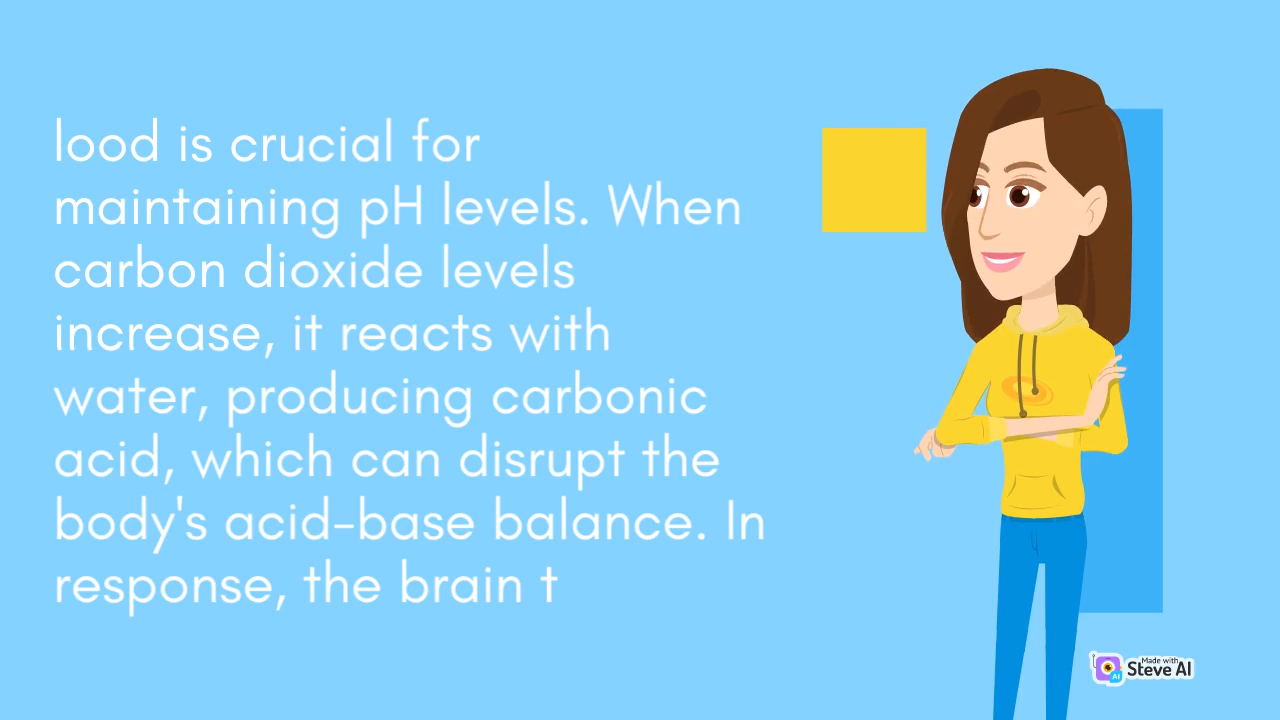 lood is crucial for
maintaining pH levels. When
carbon dioxide levels
increase, it reacts with
water, producing carbonic
acid, which can disrupt the
body's acid-base balance. In
response, the brain t
Made with
Steve AI
AI